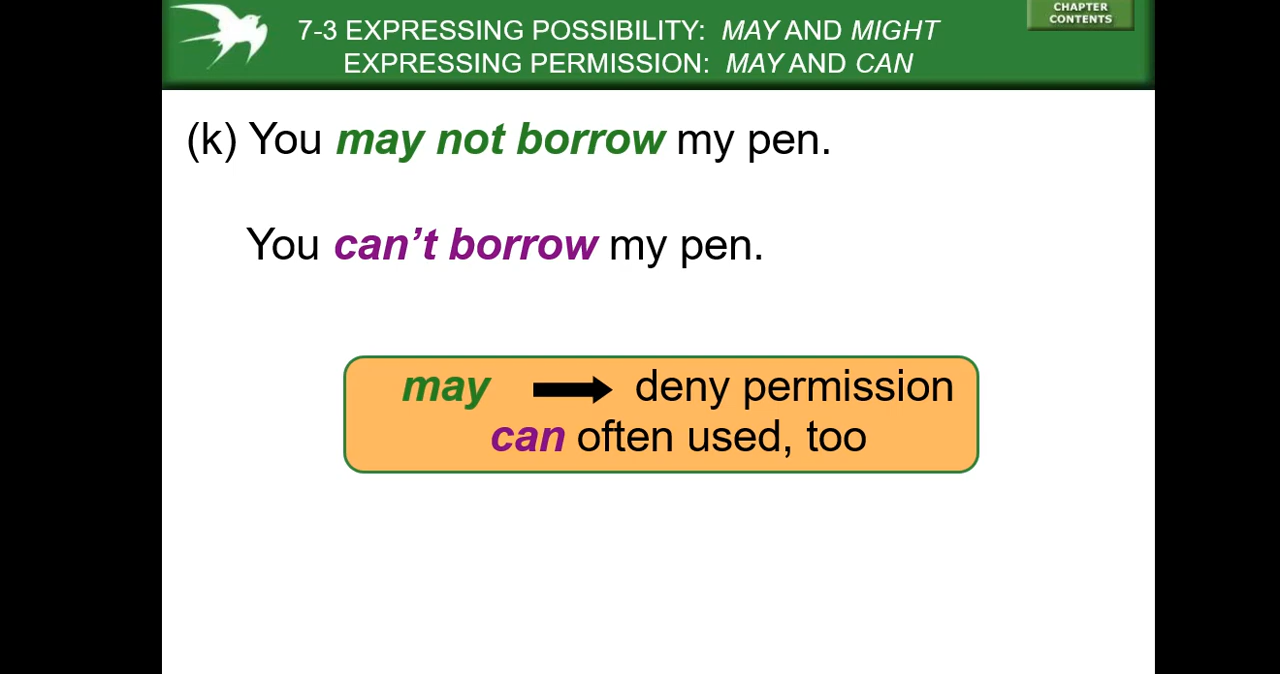 CHAPTER
CONTENTS
7-3 EXPRESSING POSSIBILITY: MAY AND MIGHT
EXPRESSING PERMISSION: MAY AND CAN
(k) You may not borrow my pen.
You can’t borrow my pen.
may deny permission
can often used, too